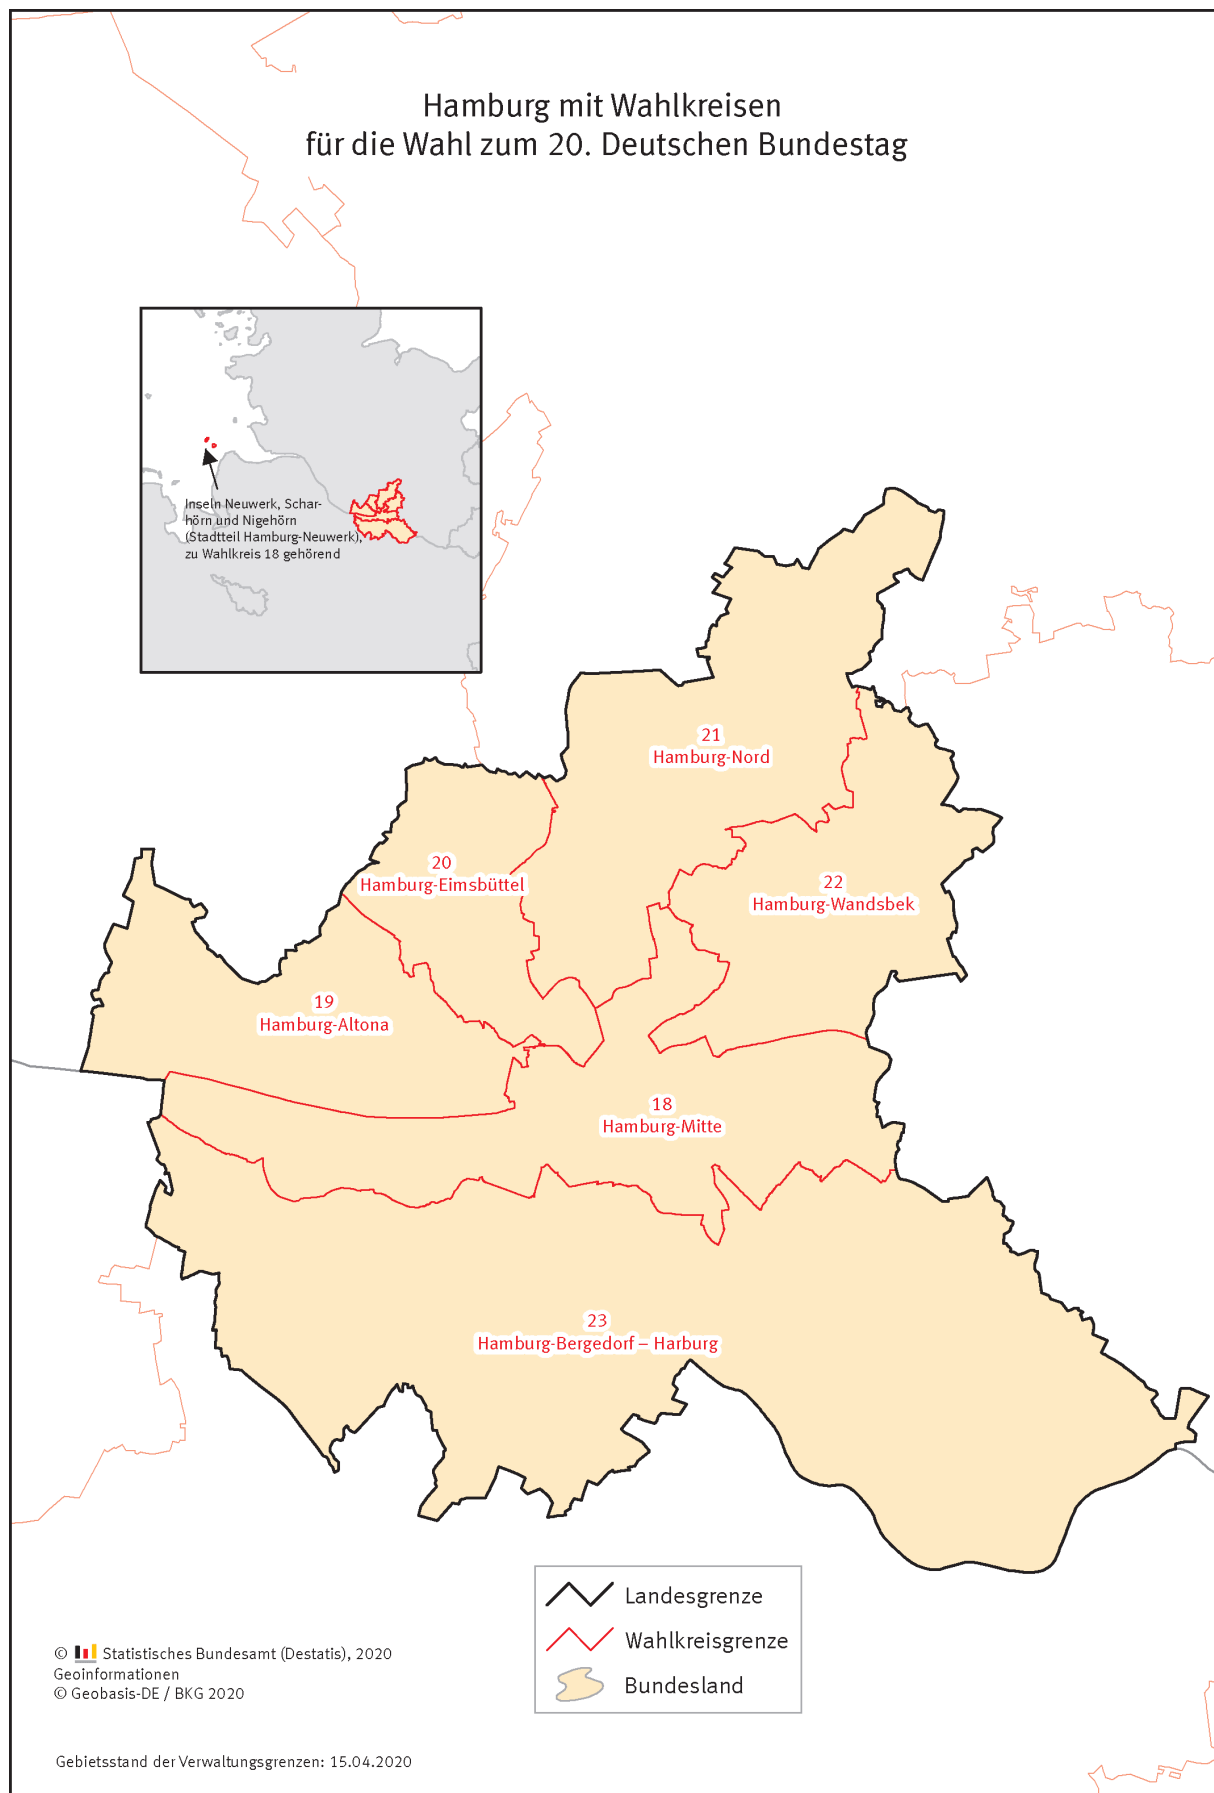 Hamburg mit Wahlkreisen
für die Wahl zum 20. Deutschen Bundestag
Inseln Neuwerk, Schar-
hörn und Nigehörn
(Stadtteil Hamburg-Neuwerk),
zu Wahlkreis 18 gehörend
21
Hamburg-Nord
20
Hamburg-Eimsbüttel
22
Hamburg-Wandsbek
19
Hamburg-Altona
18
Hamburg-Mitte
23
Hamburg-Bergedorf – Harburg
Landesgrenze
Wahlkreisgrenze
Bundesland
© Statistisches Bundesamt (Destatis), 2020
Geoinformationen
© Geobasis-DE / BKG 2020
Gebietsstand der Verwaltungsgrenzen: 15.04.2020